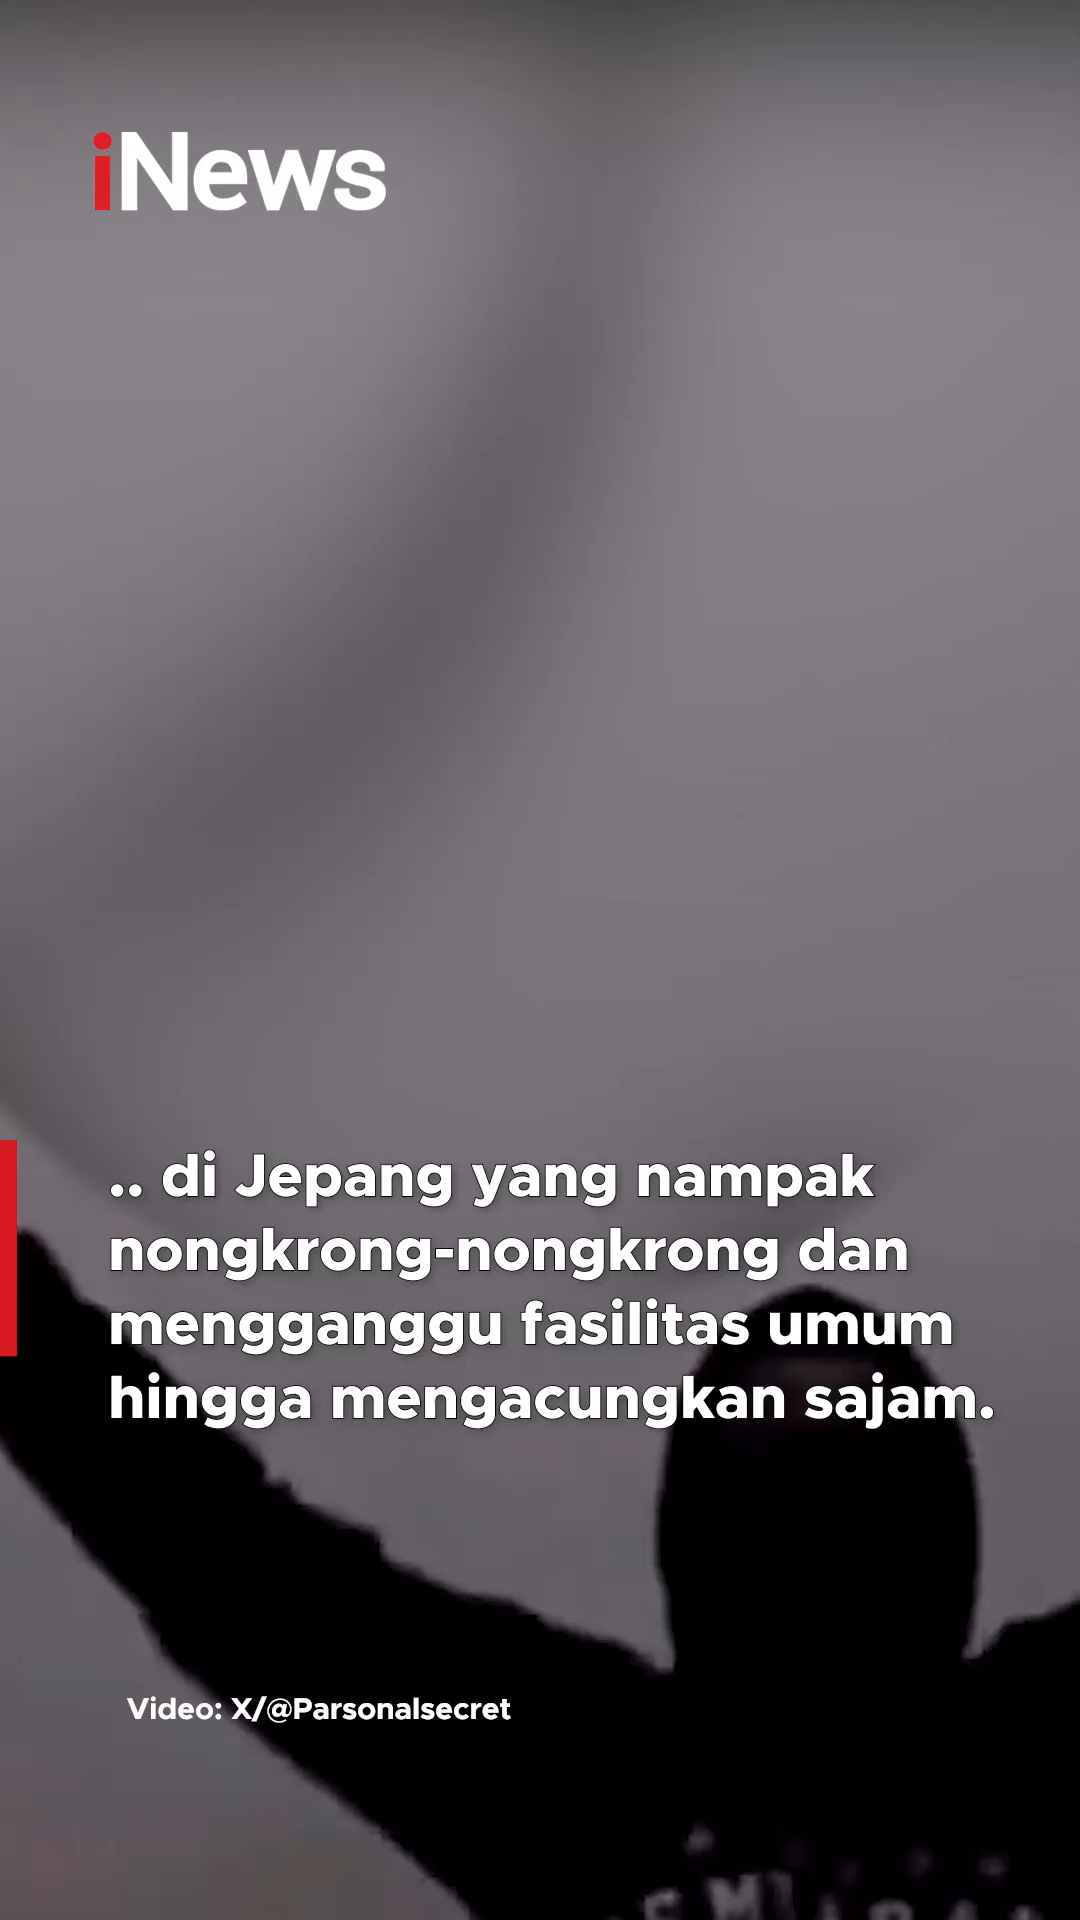 iNews
.. di Jepang yang nampak
nongkrong-nongkrong dan
mengganggu fasilitas umum
hingga mengacungkan sajam.
Video: X/@Parsonalsecret